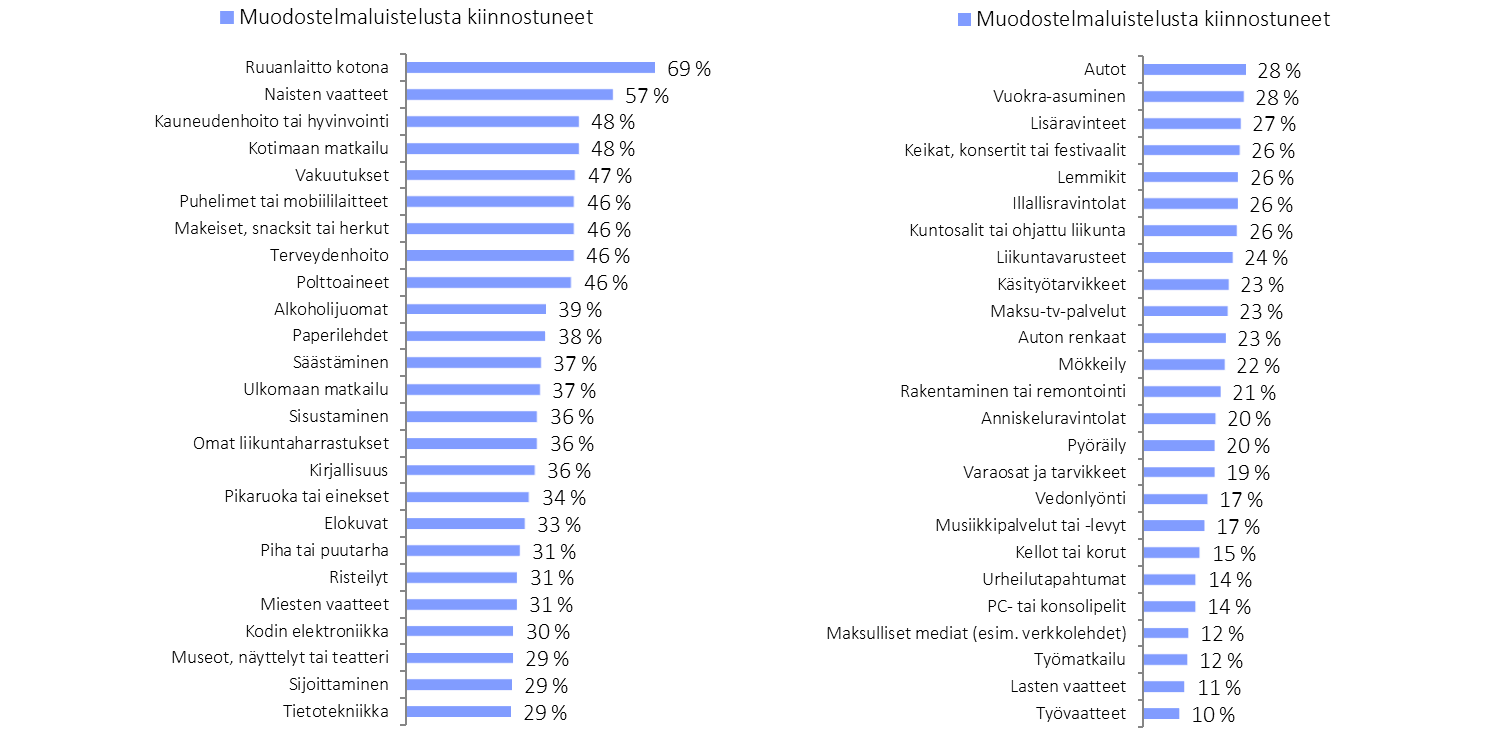 Muodostelmaluistelusta kiinnostuneet
Ruuanlaitto kotona 69 %
Naisten vaatteet 57 %
Kauneudenhoito tai hyvinvointi 48 %
Kotimaan matkailu 48 %
Vakuutukset 47 %
Puhelimet tai mobiililaitteet 46 %
Makeiset, snacksit tai herkut 46 %
Terveydenhoito 46 %
Polttoaineet 46 %
Alkoholijuomat 39 %
Paperilehdet 38 %
Säästäminen 37 %
Ulkomaan matkailu 37 %
Sisustaminen 36 %
Omat liikuntaharrastukset 36 %
Kirjallisuus 36 %
Pikaruoka tai einekset 34 %
Elokuvat 33 %
Piha tai puutarha 31 %
Risteilyt 31 %
Miesten vaatteet 31 %
Kodin elektroniikka 30 %
Museot, näyttelyt tai teatteri 29 %
Sijoittaminen 29 %
Tietotekniikka 29 %
Muodostelmaluistelusta kiinnostuneet
Autot 28 %
Vuokra-asuminen 28 %
Lisäravinteet 27 %
Keikat, konsertit tai festivaalit 26 %
Lemmikit 26 %
Illallisravintolat 26 %
Kuntosalit tai ohjattu liikunta 26 %
Liikuntavarusteet 24 %
Käsityötarvikkeet 23 %
Maksu-tv-palvelut 23 %
Auton renkaat 23 %
Mökkeily 22 %
Rakentaminen tai remontointi 21 %
Anniskeluravintolat 20 %
Pyöräily 20 %
Varaosat ja tarvikkeet 19 %
Vedonlyönti 17 %
Musiikkipalvelut tai -levyt 17 %
Kellot tai korut 15 %
Urheilutapahtumat 14 %
PC- tai konsolipelit 14 %
Maksulliset mediat (esim. verkkolehdet) 12 %
Työmatkailu 12 %
Lasten vaatteet 11 %
Työvaatteet 10 %